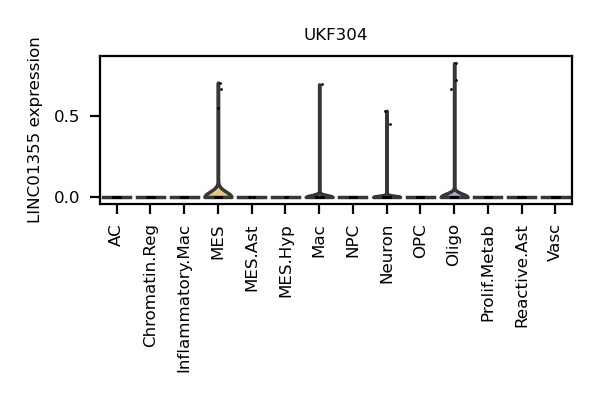 UKF304
LINC01355 expression
0.5
0.0
AC
Chromatin.Reg
Inflammatory.Mac
MES
MES.Ast
MES.Hyp
Mac
NPC
Neuron
OPC
Oligo
Prolif.Metab
Reactive.Ast
Vasc